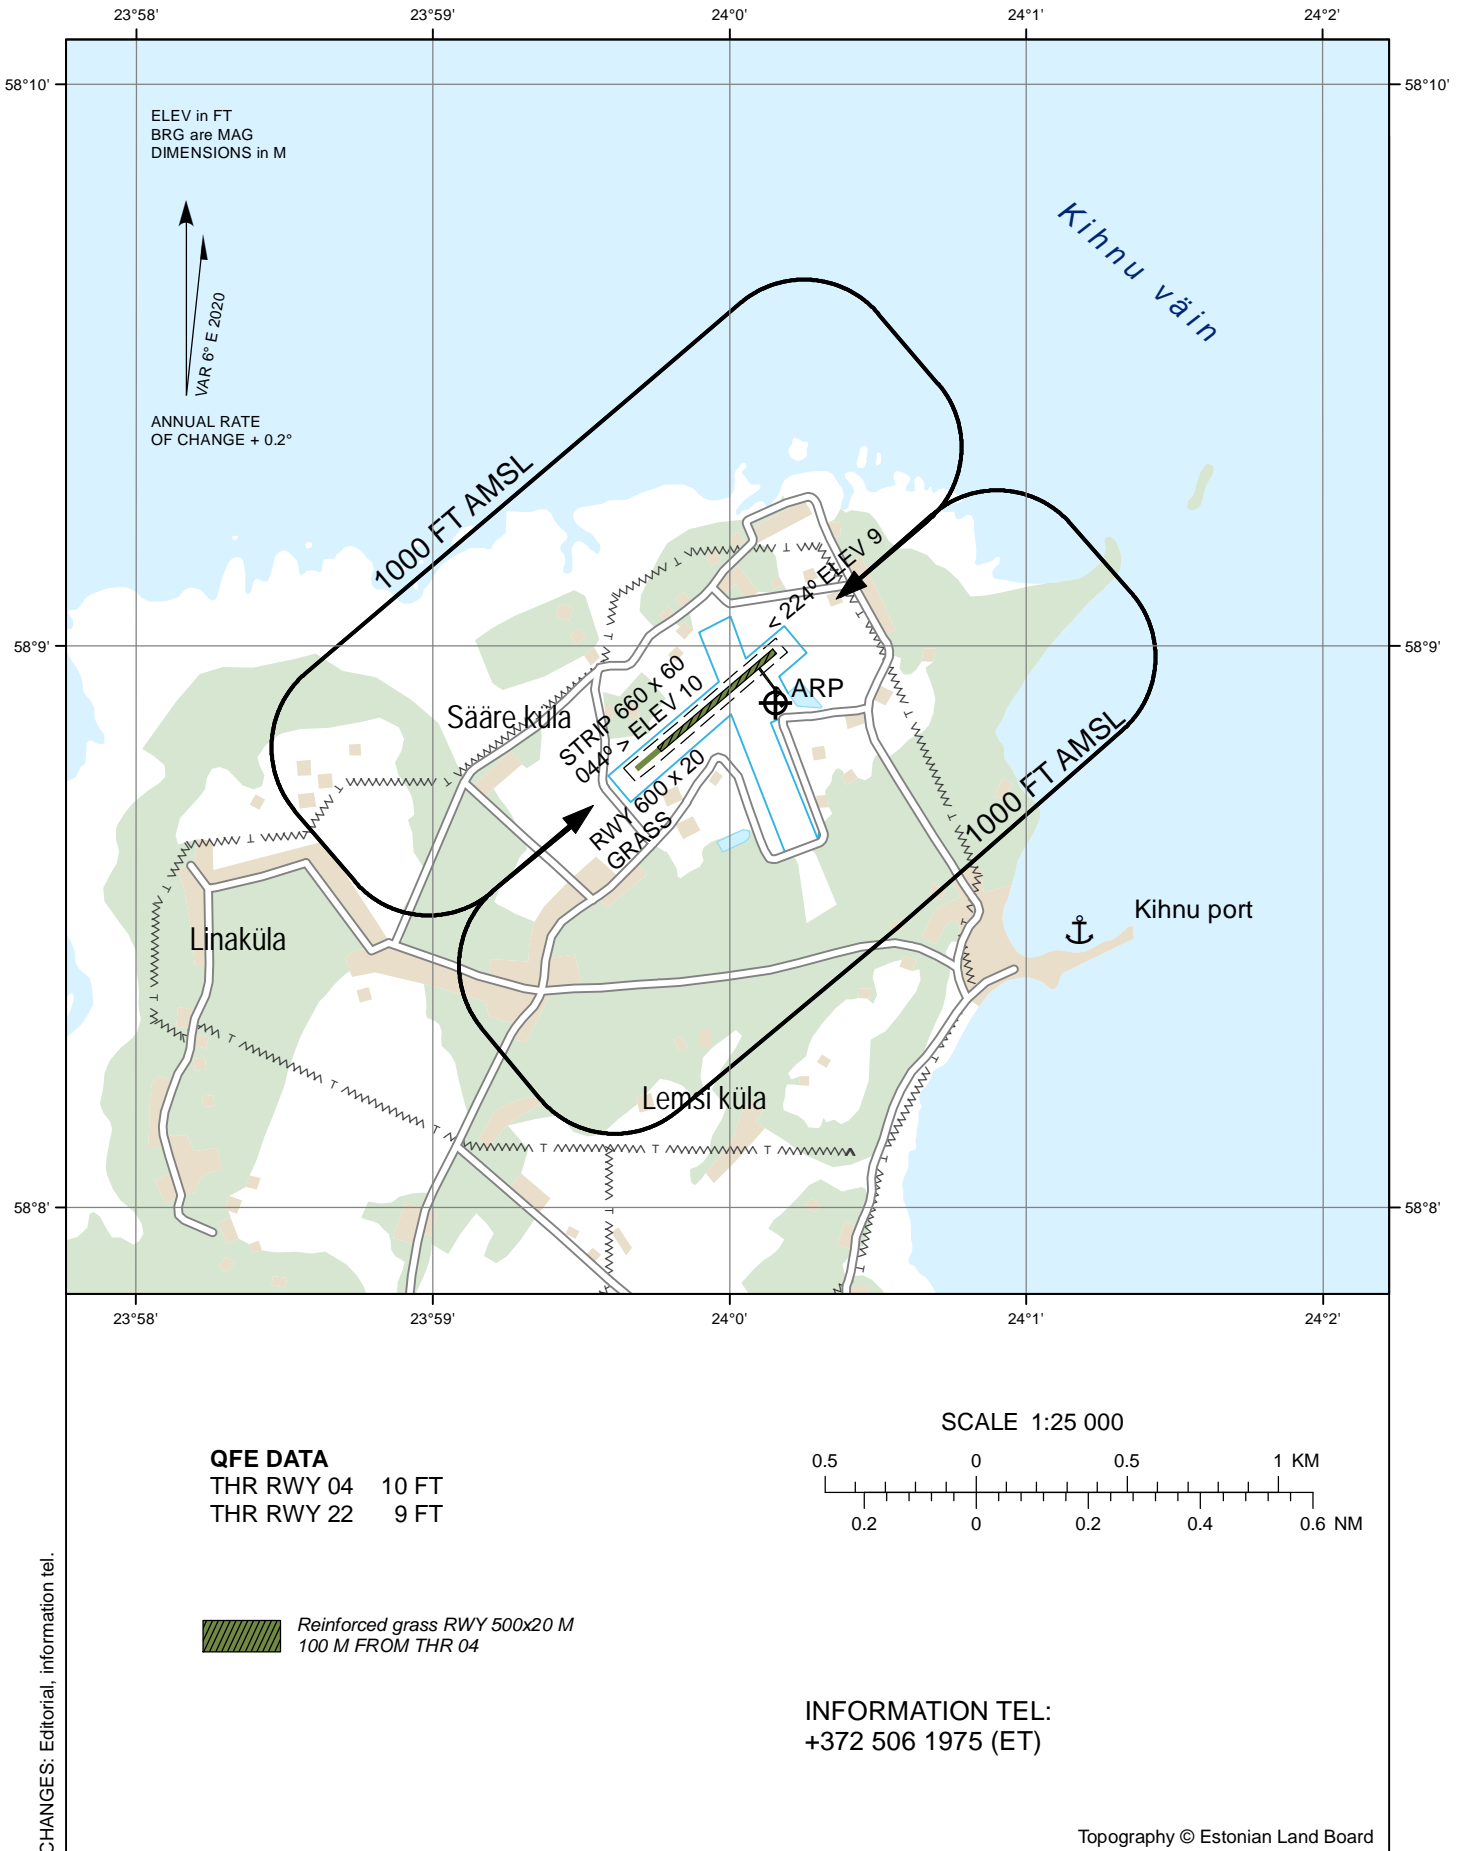 23°58'
23°59'
24°0'
24°1'
24°2'
58°10'
58°10'
ELEV in FT
BRG are MAG
DIMENSIONS in M
VAR 6° E 2020
ANNUAL RATE
OF CHANGE + 0.2°
Kihnu väin
1000 FT AMSL
< 224° ELEV 9
58°9'
58°9'
STRIP 660 x 60
044° > ELEV 10
ARP
Sääre küla
RWY 600 x 20
GRASS
1000 FT AMSL
Kihnu port
Linaküla
Lemsi küla
T T T T T T T T T T T T T T T T T T T T
58°8'
58°8'
23°58'
23°59'
24°0'
24°1'
24°2'
SCALE 1:25 000
QFE DATA
THR RWY 04 10 FT
THR RWY 22 9 FT
0.5 0 0.5 1 KM
0.2 0 0.2 0.4 0.6 NM
Reinforced grass RWY 500x20 M
100 M FROM THR 04
INFORMATION TEL:
+372 506 1975 (ET)
CHANGES: Editorial, information tel.
Topography © Estonian Land Board